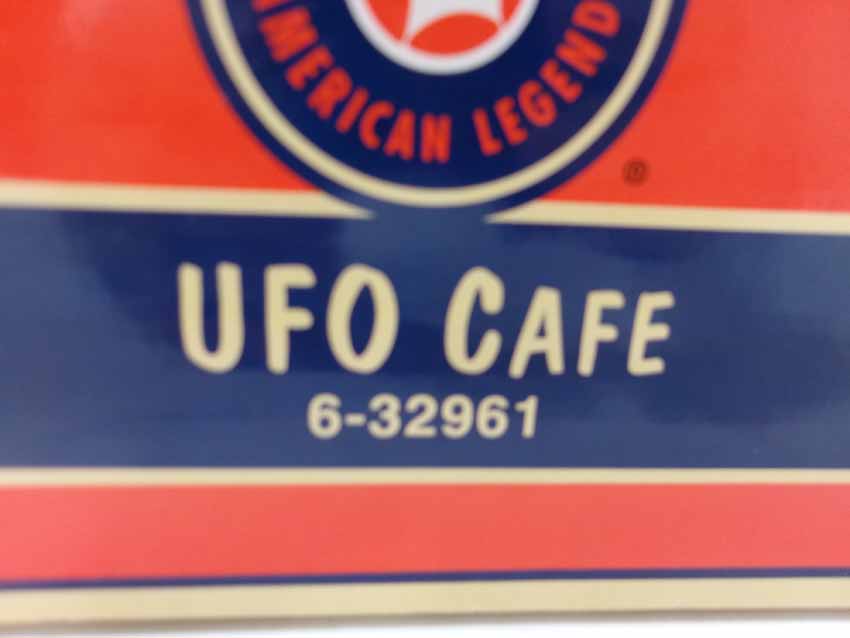 AMERICAN LEGEND
®
UFO CAFE
6-32961